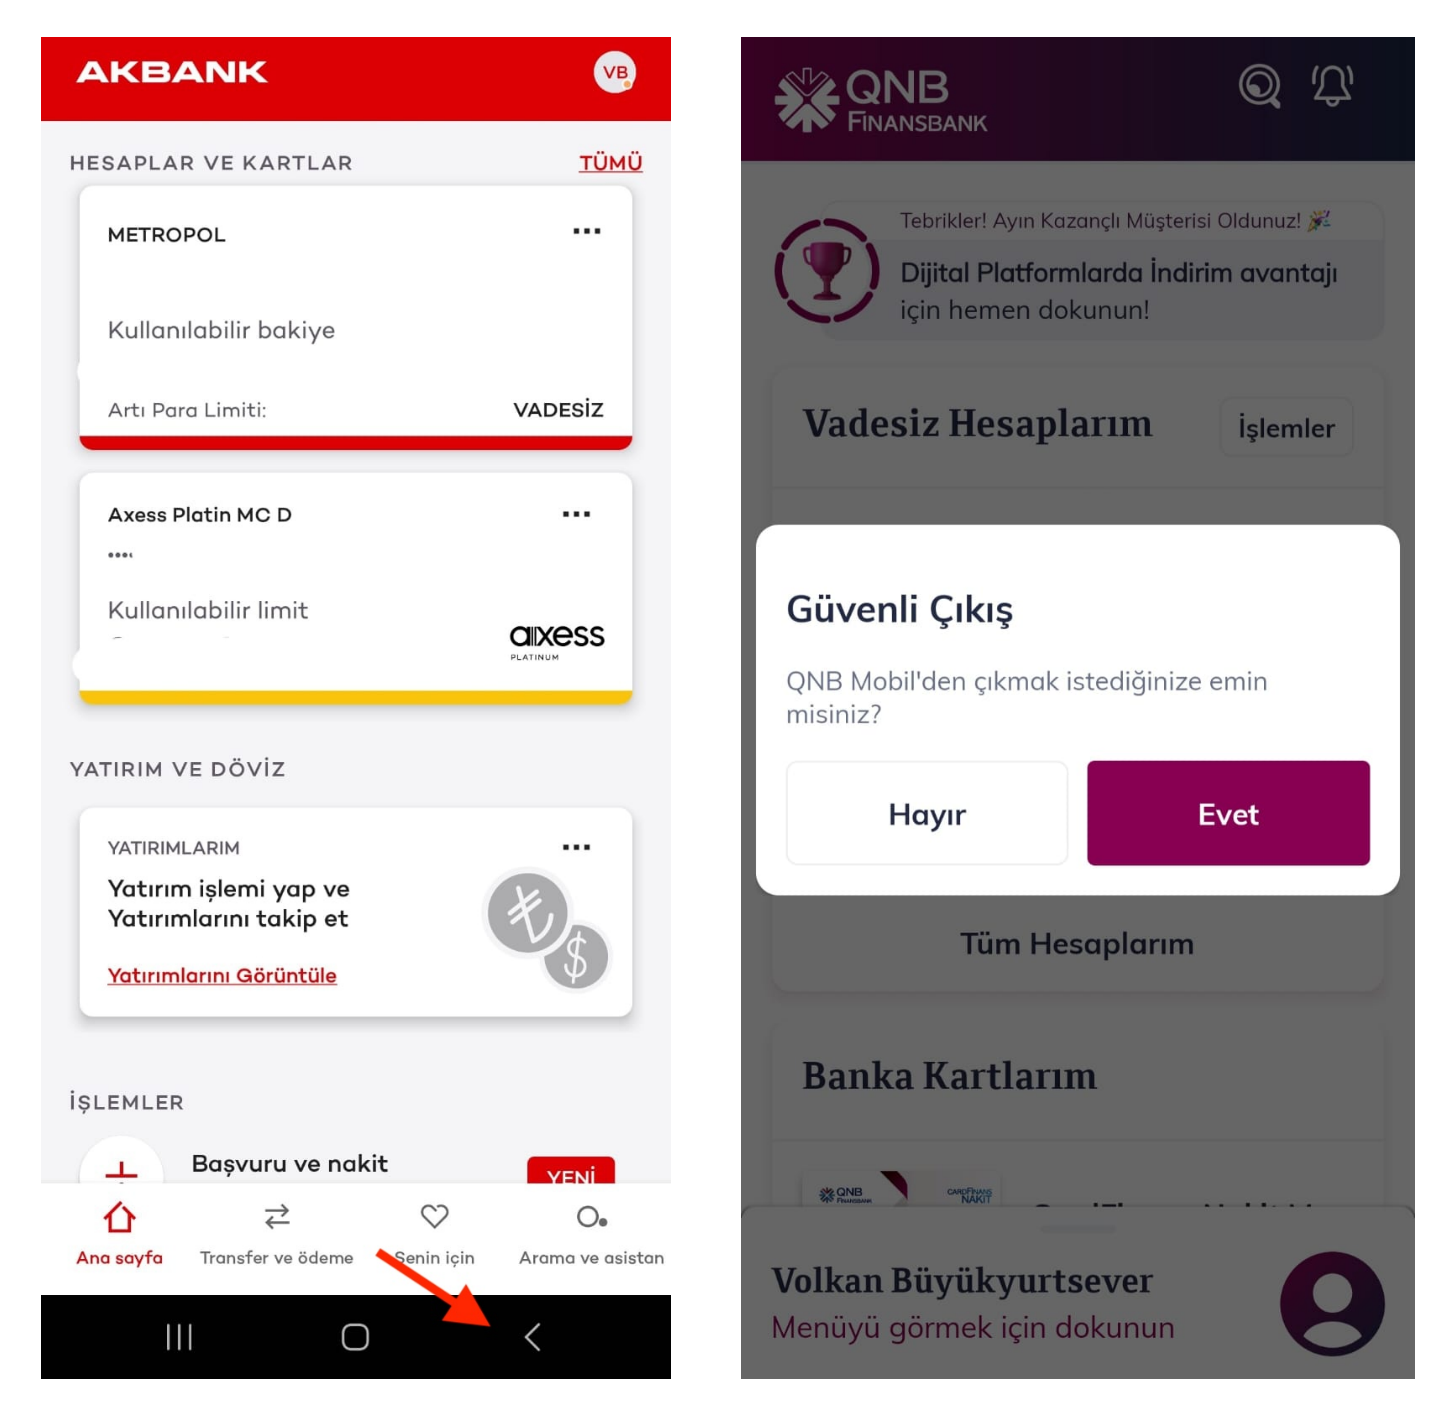 AKBANK
VB
HESAPLAR VE KARTLAR
TÜMÜ
METROPOL
Kullanılabilir bakiye
Artı Para Limiti:
VADESİZ
Axess Platin MC D
Kullanılabilir limit
axess
PLATINUM
YATIRIM VE DÖVİZ
YATIRIMLARIM
Yatırım işlemi yap ve
Yatırımlarını takip et
Yatırımlarını Görüntüle
İŞLEMLER
Başvuru ve nakit
YENİ
Ana sayfa
Transfer ve ödeme
Senin için
Arama ve asistan
QNB
FINANSBANK
Tebrikler! Ayın Kazançlı Müşterisi Oldunuz! 🎉
Dijital Platformlarda İndirim avantajı
için hemen dokunun!
Vadesiz Hesaplarım
İşlemler
Güvenli Çıkış
QNB Mobil'den çıkmak istediğinize emin
misiniz?
Hayır
Evet
Tüm Hesaplarım
Banka Kartlarım
QNB
FINANSBANK
CARDFINANS
NAKİT
Volkan Büyükyurtsever
Menüyü görmek için dokunun